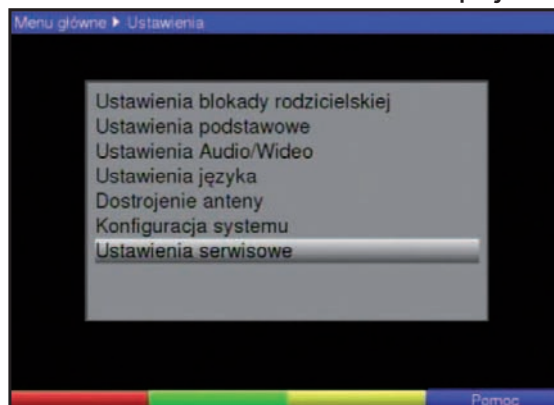 Menu główne ▶ Ustawienia
Ustawienia blokady rodzicielskiej
Ustawienia podstawowe
Ustawienia Audio/Wideo
Ustawienia języka
Dostrojenie anteny
Konfiguracja systemu
Ustawienia serwisowe
Pomoc